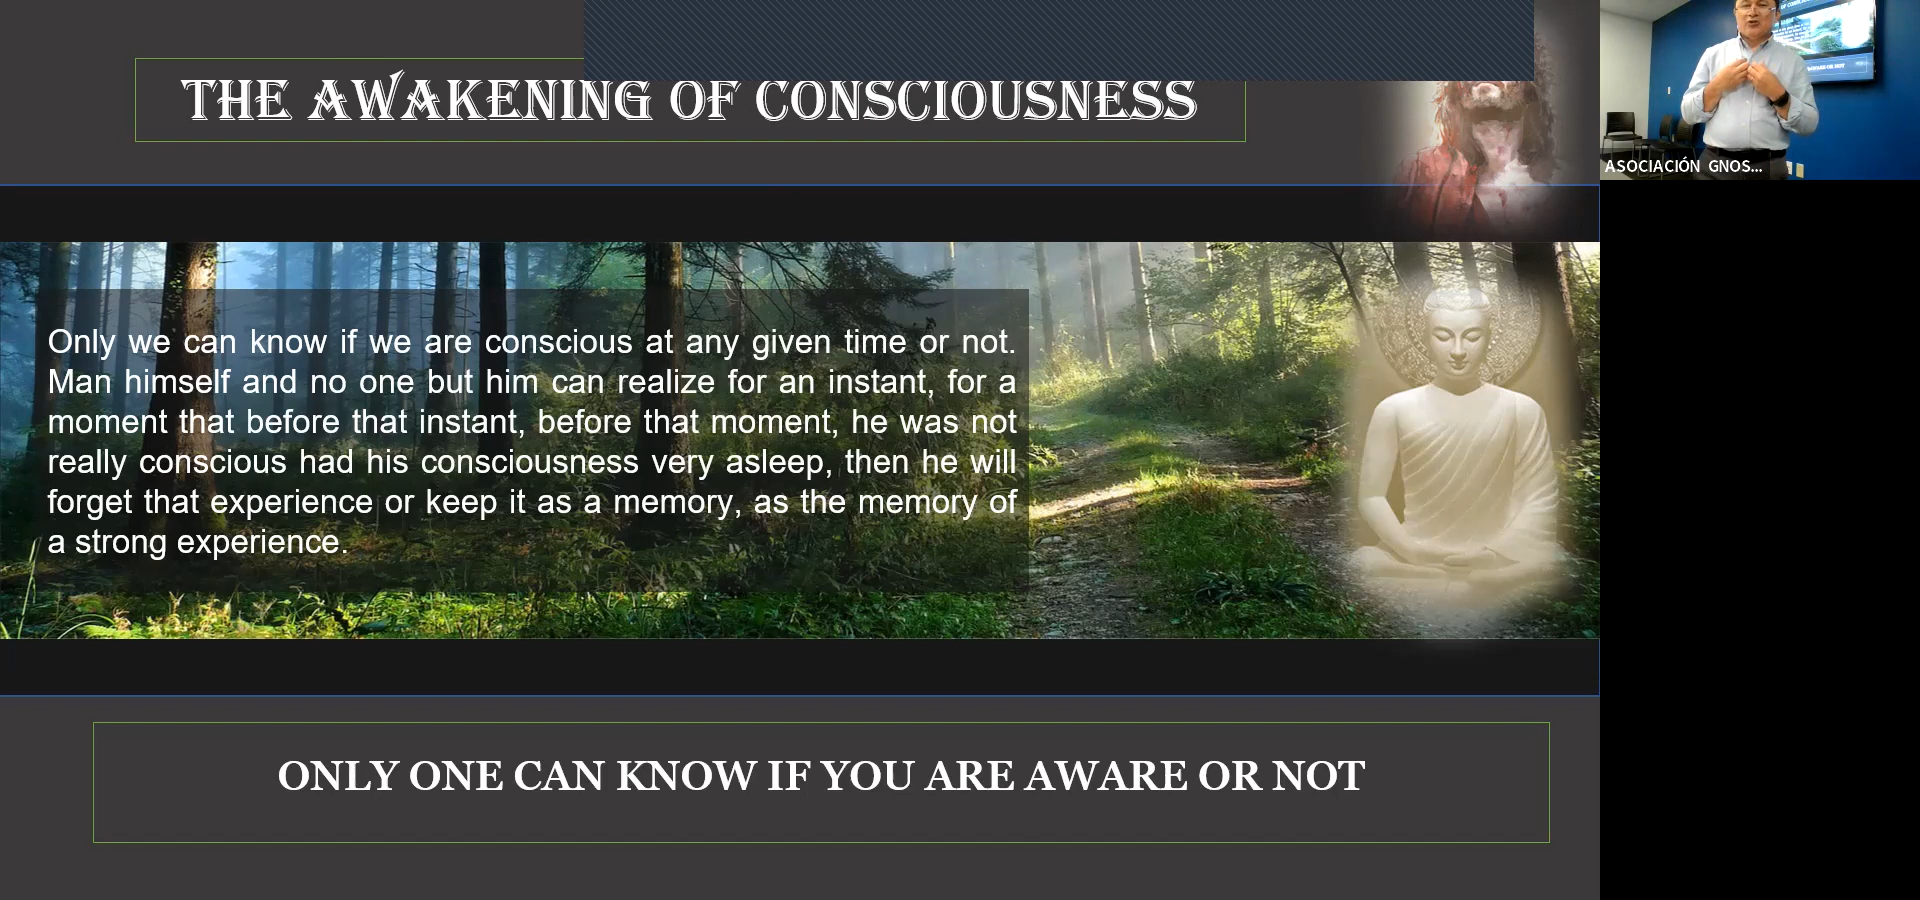 THE AWAKENING OF CONSCIOUSNESS
Only we can know if we are conscious at any given time or not.
Man himself and no one but him can realize for an instant, for a
moment that before that instant, before that moment, he was not
really conscious had his consciousness very asleep, then he will
forget that experience or keep it as a memory, as the memory of
a strong experience.
ONLY ONE CAN KNOW IF YOU ARE AWARE OR NOT
ASOCIACIÓN GNOS...